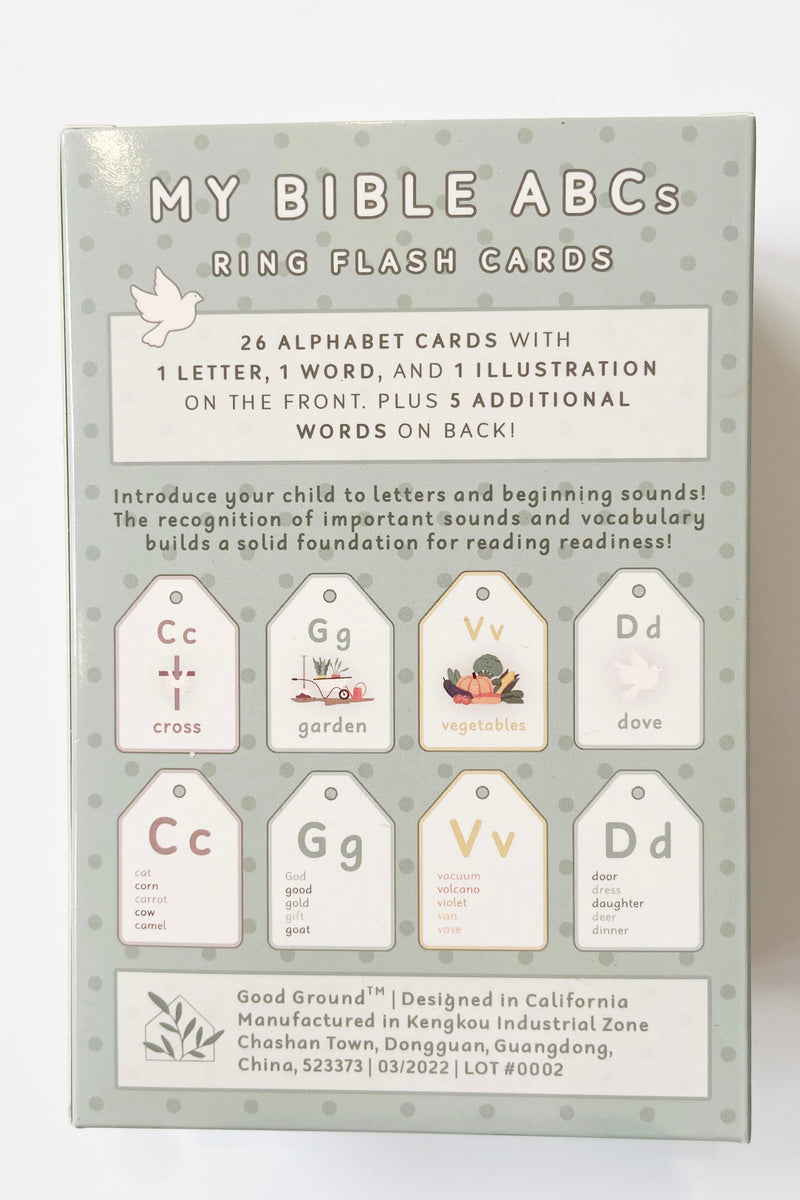 MY BIBLE ABCs
RING FLASH CARDS
26 ALPHABET CARDS WITH
1 LETTER, 1 WORD, AND 1 ILLUSTRATION
ON THE FRONT. PLUS 5 ADDITIONAL
WORDS ON BACK!
Introduce your child to letters and beginning sounds!
The recognition of important sounds and vocabulary
builds a solid foundation for reading readiness!
Cc
cross
Gg
garden
Vv
vegetables
Dd
dove
Cc
cat
corn
carrot
cow
camel
Gg
God
good
gold
gift
goat
Vv
vacuum
volcano
violet
van
vase
Dd
door
dress
daughter
deer
dinner
Good Ground™ | Designed in California
Manufactured in Kengkou Industrial Zone
Chashan Town, Dongguan, Guangdong,
China, 523373 | 03/2022 | LOT #0002